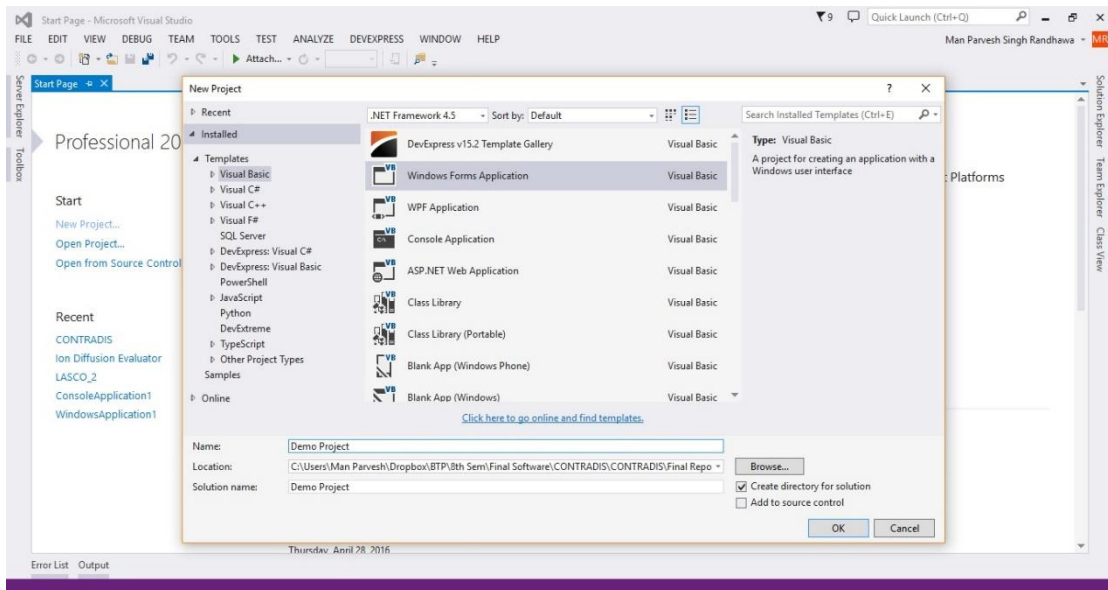 Start Page - Microsoft Visual Studio
9
Quick Launch (Ctrl+Q)
FILE EDIT VIEW DEBUG TEAM TOOLS TEST ANALYZE DEVEXPRESS WINDOW HELP
Man Parvesh Singh Randhawa
MR
Attach...
Server Explorer
Toolbox
Start Page
Professional 20
Start
New Project...
Open Project...
Open from Source Control
Recent
CONTRADIS
Ion Diffusion Evaluator
LASCO_2
ConsoleApplication1
WindowsApplication1
New Project
?
Recent
Installed
Templates
Visual Basic
Visual C#
Visual C++
Visual F#
SQL Server
DevExpress: Visual C#
DevExpress: Visual Basic
PowerShell
JavaScript
Python
DevExtreme
TypeScript
Other Project Types
Samples
Online
.NET Framework 4.5
Sort by: Default
DevExpress v15.2 Template Gallery Visual Basic
Windows Forms Application Visual Basic
WPF Application Visual Basic
Console Application Visual Basic
ASP.NET Web Application Visual Basic
Class Library Visual Basic
Class Library (Portable) Visual Basic
Blank App (Windows Phone) Visual Basic
Blank App (Windows) Visual Basic
Click here to go online and find templates.
Search Installed Templates (Ctrl+E)
Type: Visual Basic
A project for creating an application with a
Windows user interface
Name: Demo Project
Location: C:\Users\Man Parvesh\Dropbox\BTP\8th Sem\Final Software\CONTRADIS\CONTRADIS\Final Repo
Browse...
Solution name: Demo Project
Create directory for solution
Add to source control
OK
Cancel
Platforms
Thursday, April 28, 2016
Solution Explorer
Team Explorer
Class View
Error List
Output